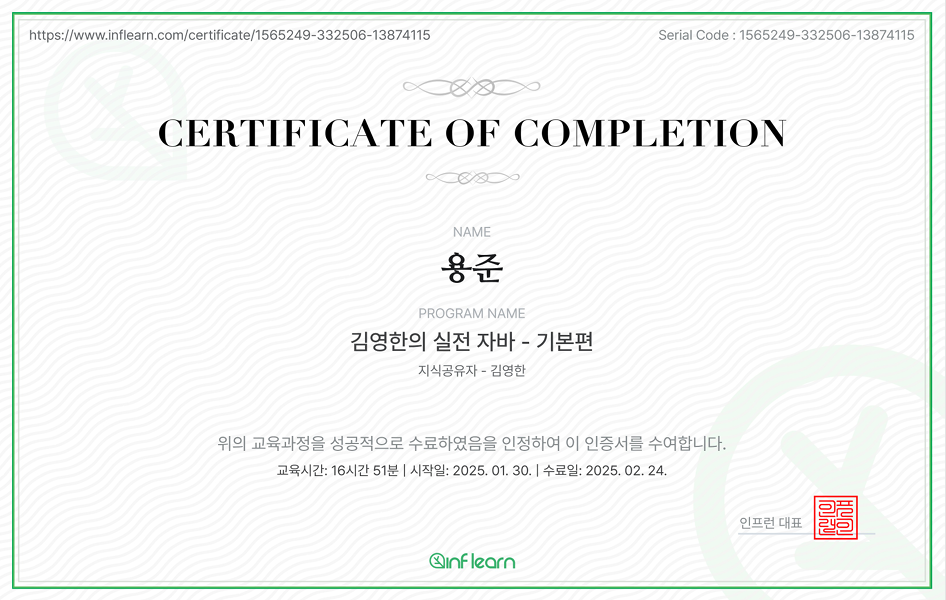 https://www.inflearn.com/certificate/1565249-332506-13874115
Serial Code : 1565249-332506-13874115
CERTIFICATE OF COMPLETION
NAME
용준
PROGRAM NAME
김영한의 실전 자바 - 기본편
지식공유자 - 김영한
위의 교육과정을 성공적으로 수료하였음을 인정하여 이 인증서를 수여합니다.
교육시간: 16시간 51분 | 시작일: 2025. 01. 30. | 수료일: 2025. 02. 24.
인프런 대표
inflearn